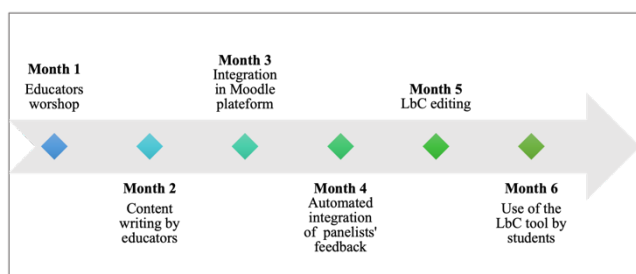 Month 1
Educators
worshop
Month 2
Content
writing by
educators
Month 3
Integration
in Moodle
plateform
Month 4
Automated
integration
of panelists'
feedback
Month 5
LbC editing
Month 6
Use of the
LbC tool by
students